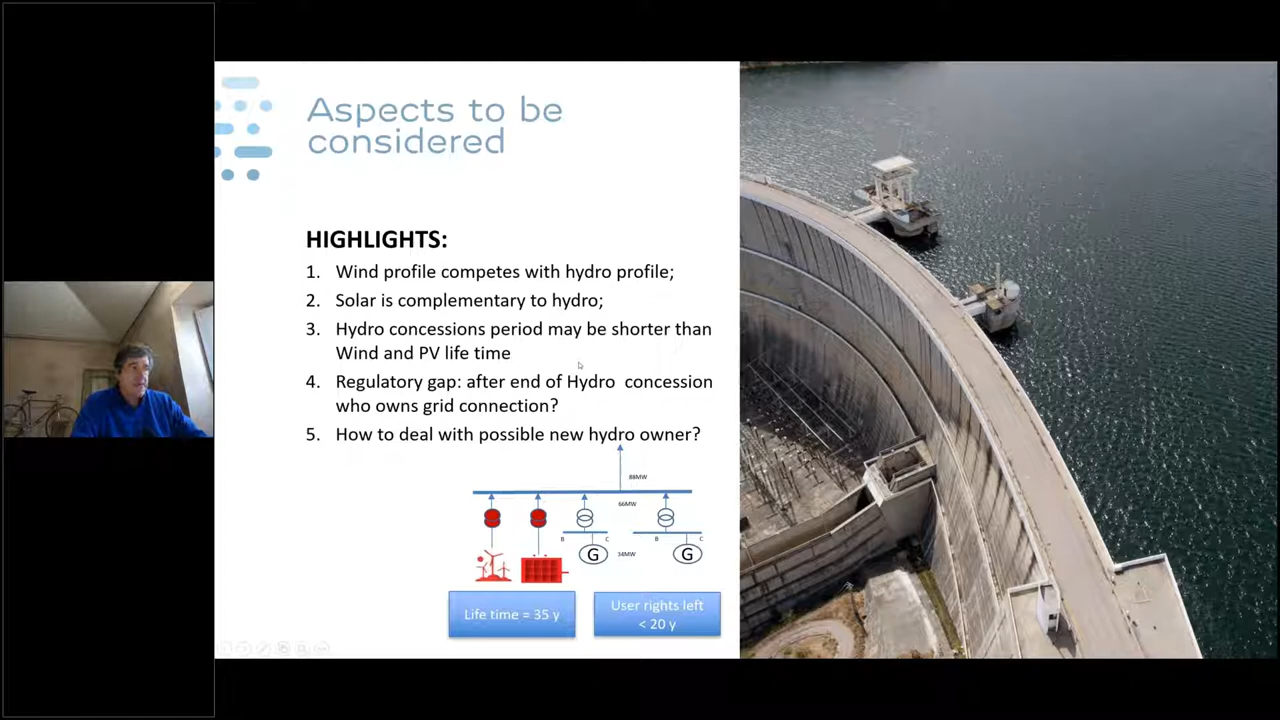 Aspects to be
considered
HIGHLIGHTS:
1. Wind profile competes with hydro profile;
2. Solar is complementary to hydro;
3. Hydro concessions period may be shorter than
Wind and PV life time
4. Regulatory gap: after end of Hydro concession
who owns grid connection?
5. How to deal with possible new hydro owner?
88MW
66MW
B C B C
G 34MW G
Life time = 35 y
User rights left
< 20 y